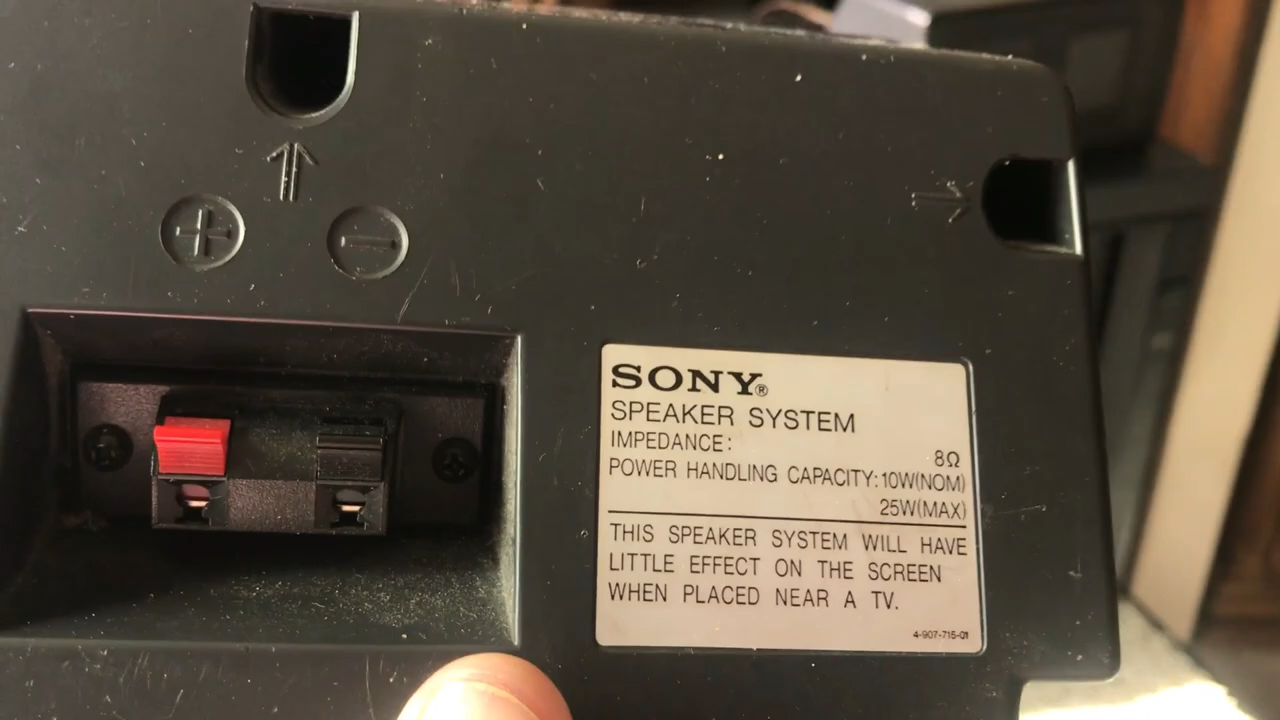 SONY®
SPEAKER SYSTEM
IMPEDANCE: 8Ω
POWER HANDLING CAPACITY: 10W(NOM)
25W(MAX)
THIS SPEAKER SYSTEM WILL HAVE
LITTLE EFFECT ON THE SCREEN
WHEN PLACED NEAR A TV.
4-907-715-01